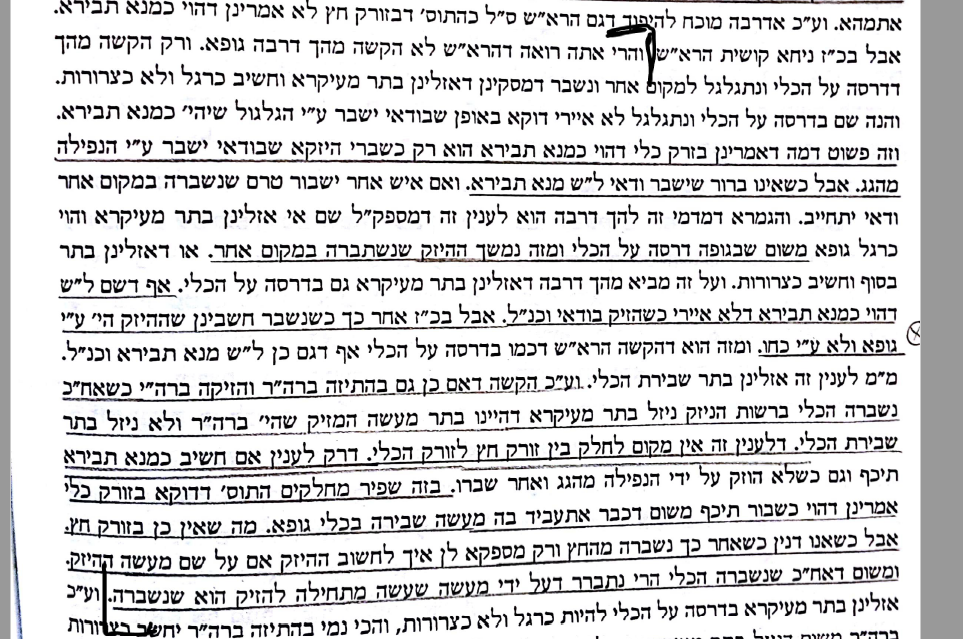 אתמהא. וע״כ אדרבה מוכח להיפוך דגם הרא״ש ס״ל כהתוס׳ דבזורק חץ לא אמרינן דהוי כמנא תבירא.
אבל בכ״ז ניחא קושית הרא״ש והרי אתה רואה דהרא״ש לא הקשה מהך דרבה גופא. ורק הקשה מהך
דדרסה על הכלי ונתגלגל למקום אחר ונשבר דמסקינן דאזלינן בתר מעיקרא וחשיב כרגל ולא כצרורות.
והנה שם בדרסה על הכלי ונתגלגל לא איירי דוקא באופן שבודאי ישבר ע״י הגלגול שיהי׳ כמנא תבירא.
וזה פשוט דמה דאמרינן בזרק כלי דהוי כמנא תבירא הוא רק כשברי היזקא שבודאי ישבר ע״י הנפילה
מהגג. אבל כשאינו ברור שישבר ודאי ל״ש מנא תבירא. ואם איש אחר ישבור טרם שנשברה במקום אחר
ודאי יתחייב. והגמרא דמדמי זה להך דרבה הוא לענין זה דמספק״ל שם אי אזלינן בתר מעיקרא והוי
כרגל גופא משום שבגופה דרסה על הכלי ומזה נמשך ההיזק שנשתברה במקום אחר. או דאזלינן בתר
בסוף וחשיב כצרורות. ועל זה מביא מהך דרבה דאזלינן בתר מעיקרא גם בדרסה על הכלי. אף דשם ל״ש
דהוי כמנא תבירא דלא איירי כשהזיק בודאי וכנ״ל. אבל בכ״ז אחר כך כשנשבר חשבינן שההיזק הי׳ ע״י
גופא ולא ע״י כחו. ומזה הוא דהקשה הרא״ש דכמו בדרסה על הכלי אף דגם כן ל״ש מנא תבירא וכנ״ל.
מ״מ לענין זה אזלינן בתר שבירת הכלי. וע״כ הקשה דאם כן גם בהתיזה ברה״ר והזיקה ברה״י כשאח״כ
נשברה הכלי ברשות הניזק ניזל בתר מעיקרא דהיינו בתר מעשה המזיק שהי׳ ברה״ר ולא ניזל בתר
שבירת הכלי. דלענין זה אין מקום לחלק בין זורק חץ לזורק הכלי. דרק לענין אם חשיב כמנא תבירא
תיכף וגם כשלא הוזק על ידי הנפילה מהגג ואחר שברו. בזה שפיר מחלקים התוס׳ דדוקא בזורק כלי
אמרינן דהוי כשבור תיכף משום דכבר אתעביד בה מעשה שבירה בכלי גופא. מה שאין כן בזורק חץ.
אבל כשאנו דנין כשאחר כך נשברה מהחץ ורק מספקא לן איך לחשוב ההיזק אם על שם מעשה ההיזק.
ומשום דאח״כ שנשברה הכלי הרי נתברר דעל ידי מעשה שעשה מתחילה להזיק הוא שנשברה. וע״כ
אזלינן בתר מעיקרא בדרסה על הכלי להיות כרגל ולא כצרורות, והכי נמי בהתיזה ברה״ר יחשב כצרורות